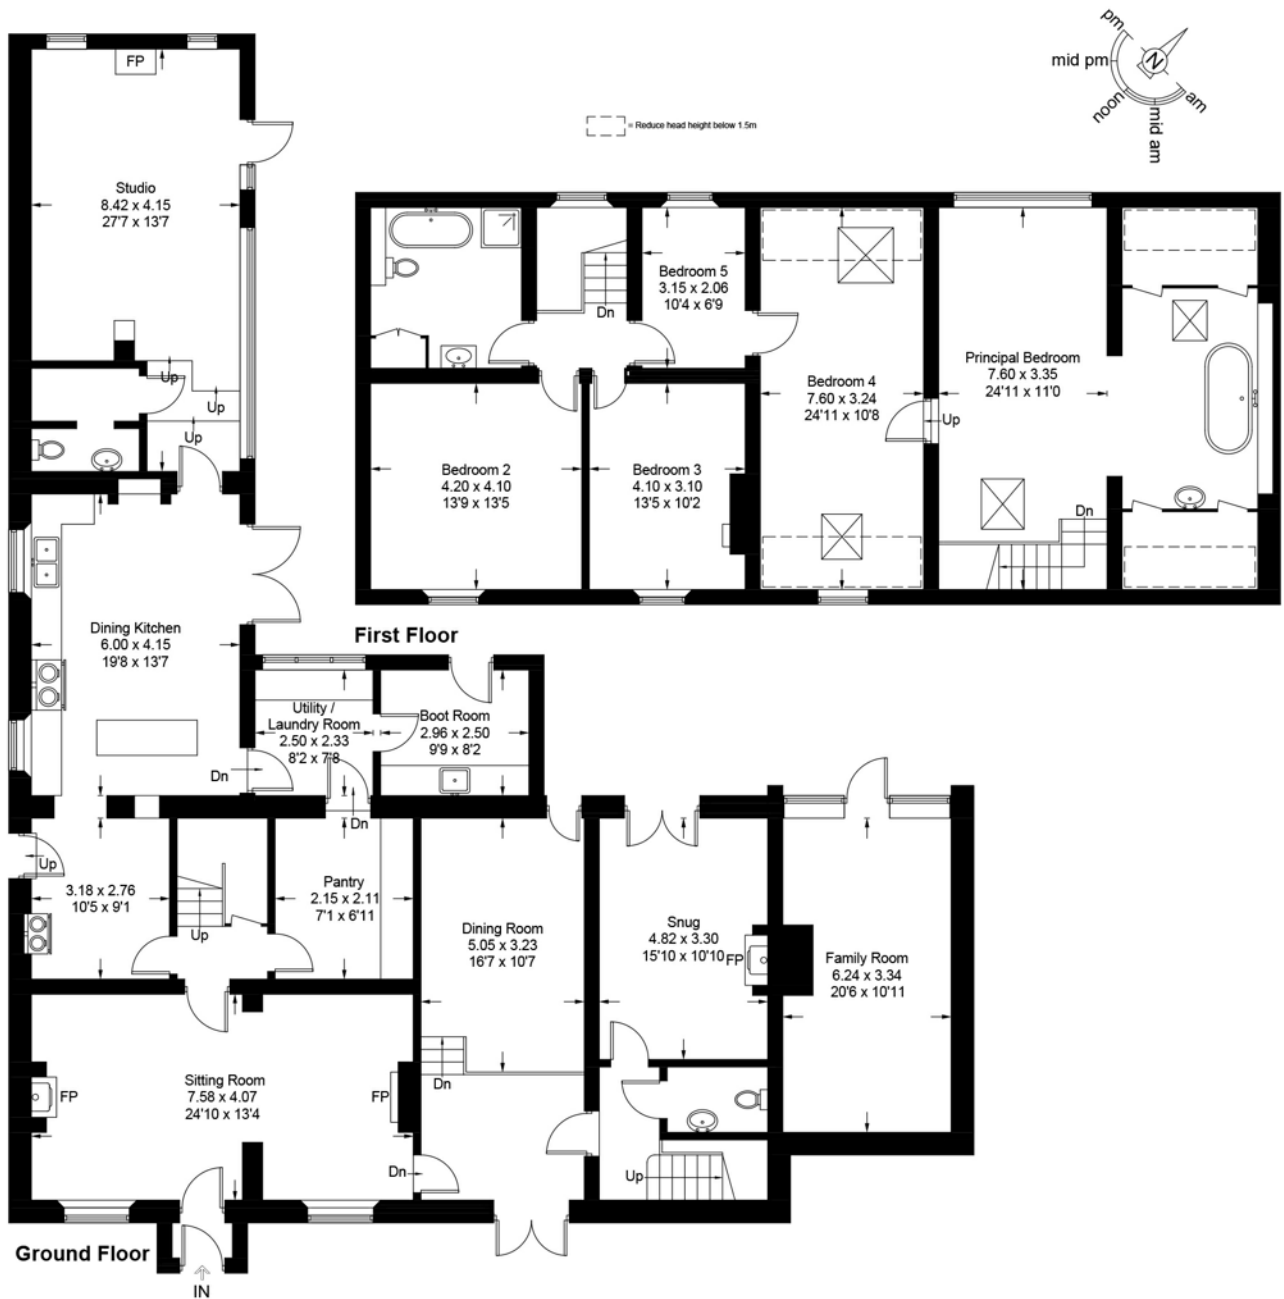 pm
mid pm
N
noon
am
mid am
= Reduce head height below 1.5m
FP
Studio
8.42 x 4.15
27'7 x 13'7
Up
Up
Up
Dining Kitchen
6.00 x 4.15
19'8 x 13'7
Dn
Utility /
Laundry Room
2.50 x 2.33
8'2 x 7'8
Boot Room
2.96 x 2.50
9'9 x 8'2
Dn
Up
3.18 x 2.76
10'5 x 9'1
Up
Pantry
2.15 x 2.11
7'1 x 6'11
Dining Room
5.05 x 3.23
16'7 x 10'7
Dn
Snug
4.82 x 3.30
15'10 x 10'10
FP
Family Room
6.24 x 3.34
20'6 x 10'11
Sitting Room
7.58 x 4.07
24'10 x 13'4
FP
FP
Dn
Up
Ground Floor
IN
Bedroom 5
3.15 x 2.06
10'4 x 6'9
Dn
Bedroom 4
7.60 x 3.24
24'11 x 10'8
Up
Principal Bedroom
7.60 x 3.35
24'11 x 11'0
Dn
Bedroom 2
4.20 x 4.10
13'9 x 13'5
Bedroom 3
4.10 x 3.10
13'5 x 10'2
First Floor